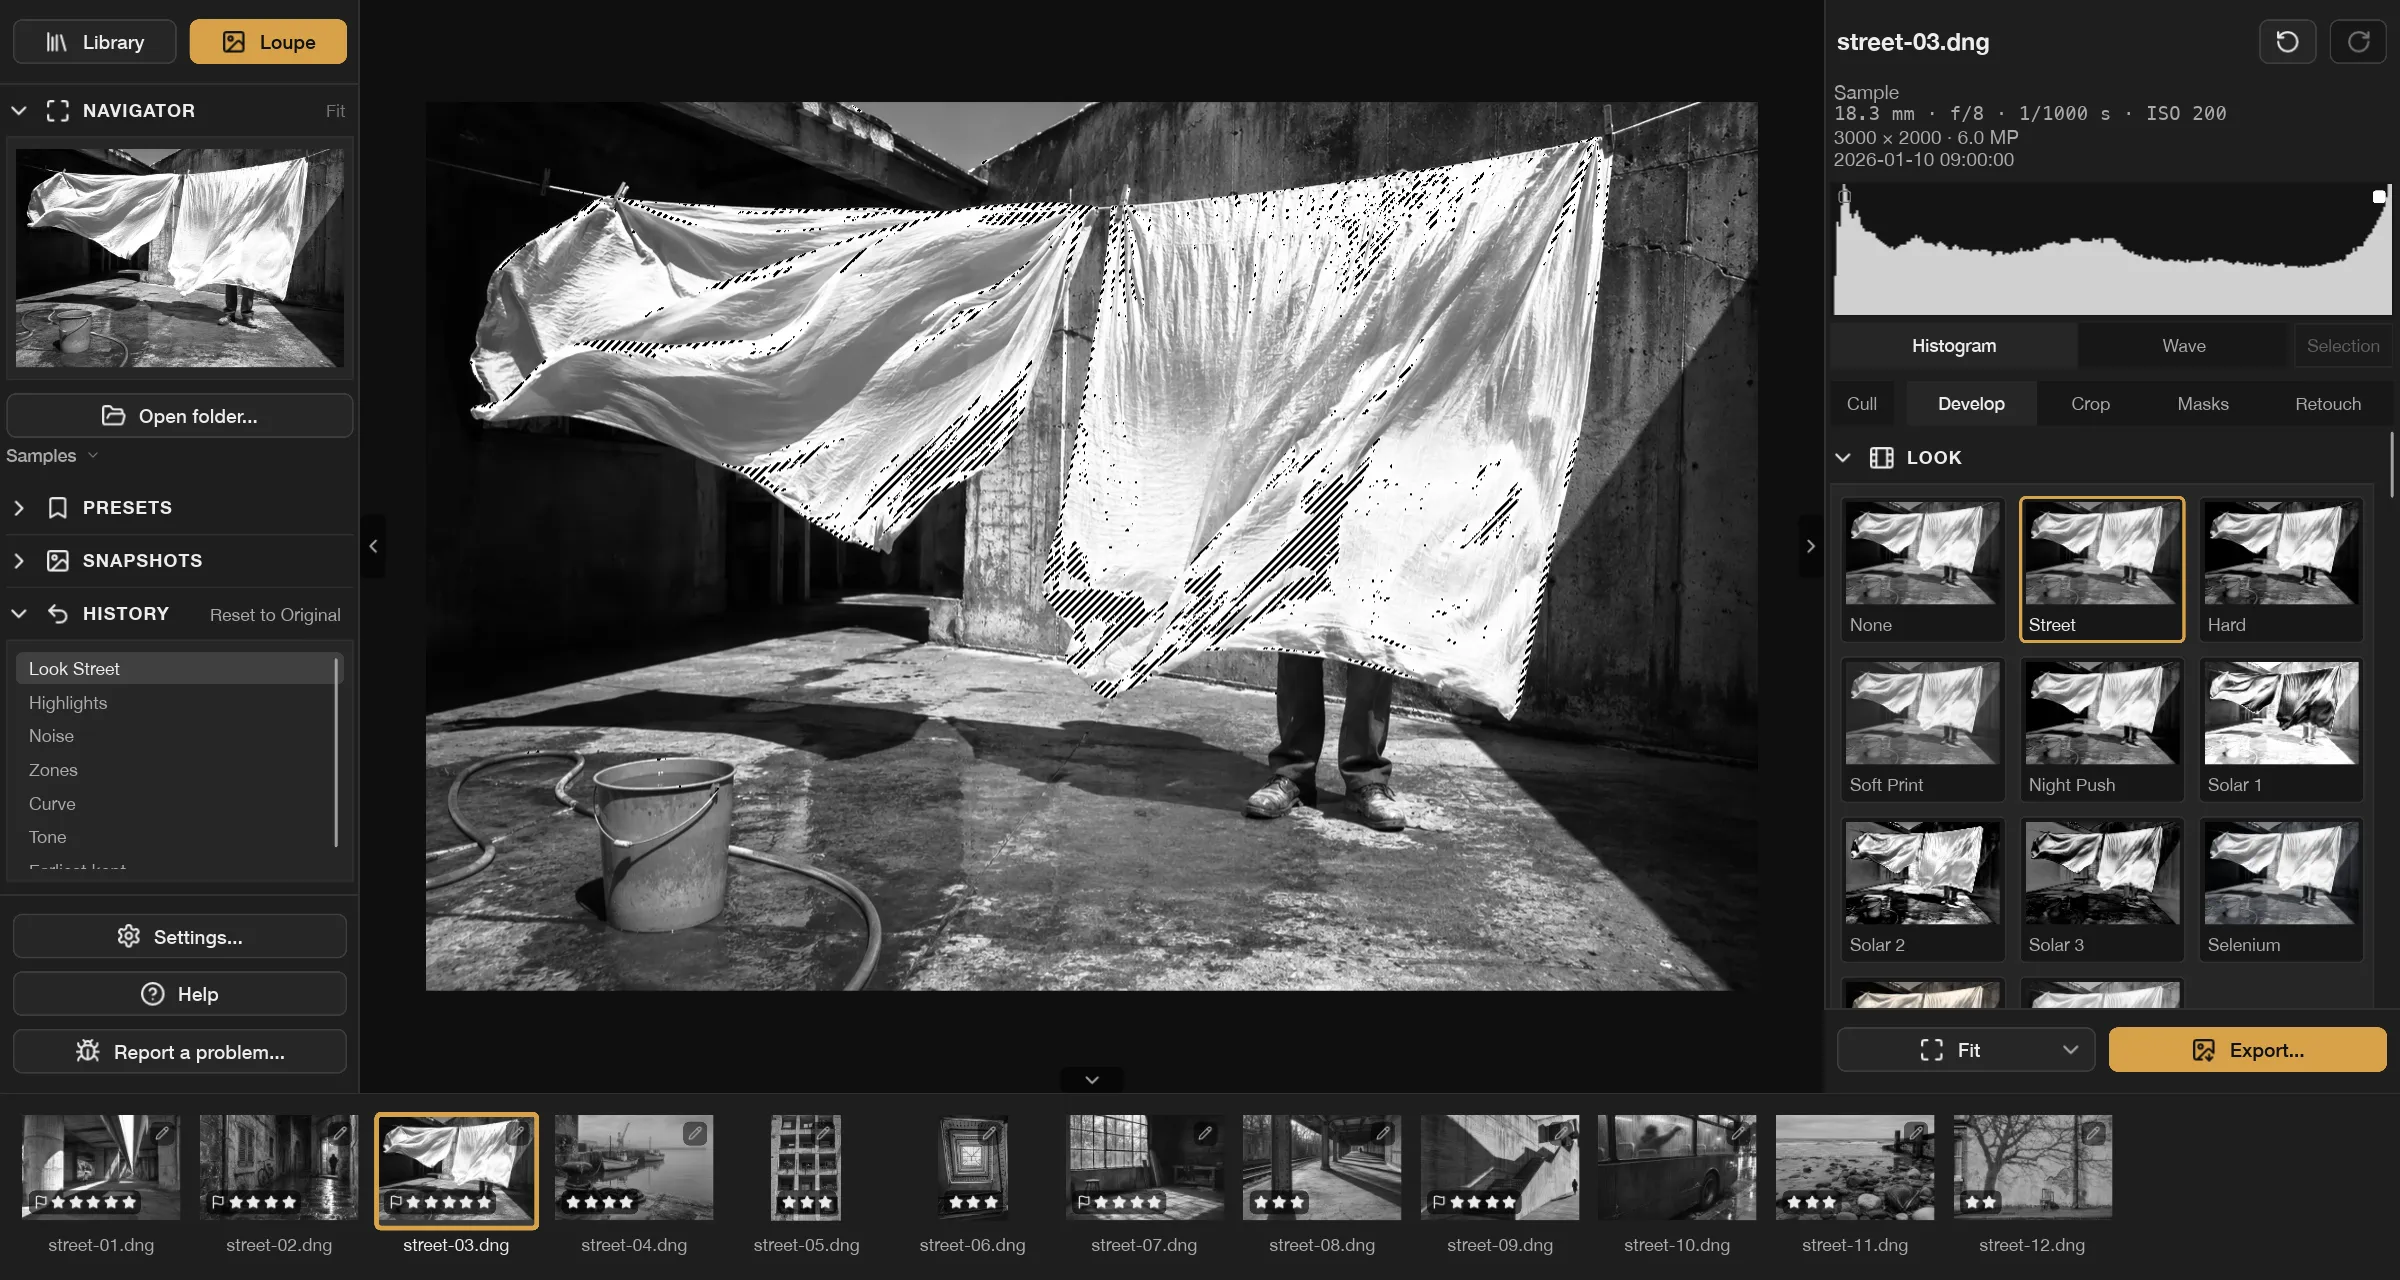 Library
Loupe
NAVIGATOR
Fit
Open folder...
Samples
PRESETS
SNAPSHOTS
HISTORY
Reset to Original
Look Street
Highlights
Noise
Zones
Curve
Tone
Earliest kept
Settings...
Help
Report a problem...
street-03.dng
Sample
18.3 mm · f/8 · 1/1000 s · ISO 200
3000 × 2000 · 6.0 MP
2026-01-10 09:00:00
Histogram
Wave
Selection
Cull
Develop
Crop
Masks
Retouch
LOOK
None
Street
Hard
Soft Print
Night Push
Solar 1
Solar 2
Solar 3
Selenium
Fit
Export...
street-01.dng
street-02.dng
street-03.dng
street-04.dng
street-05.dng
street-06.dng
street-07.dng
street-08.dng
street-09.dng
street-10.dng
street-11.dng
street-12.dng